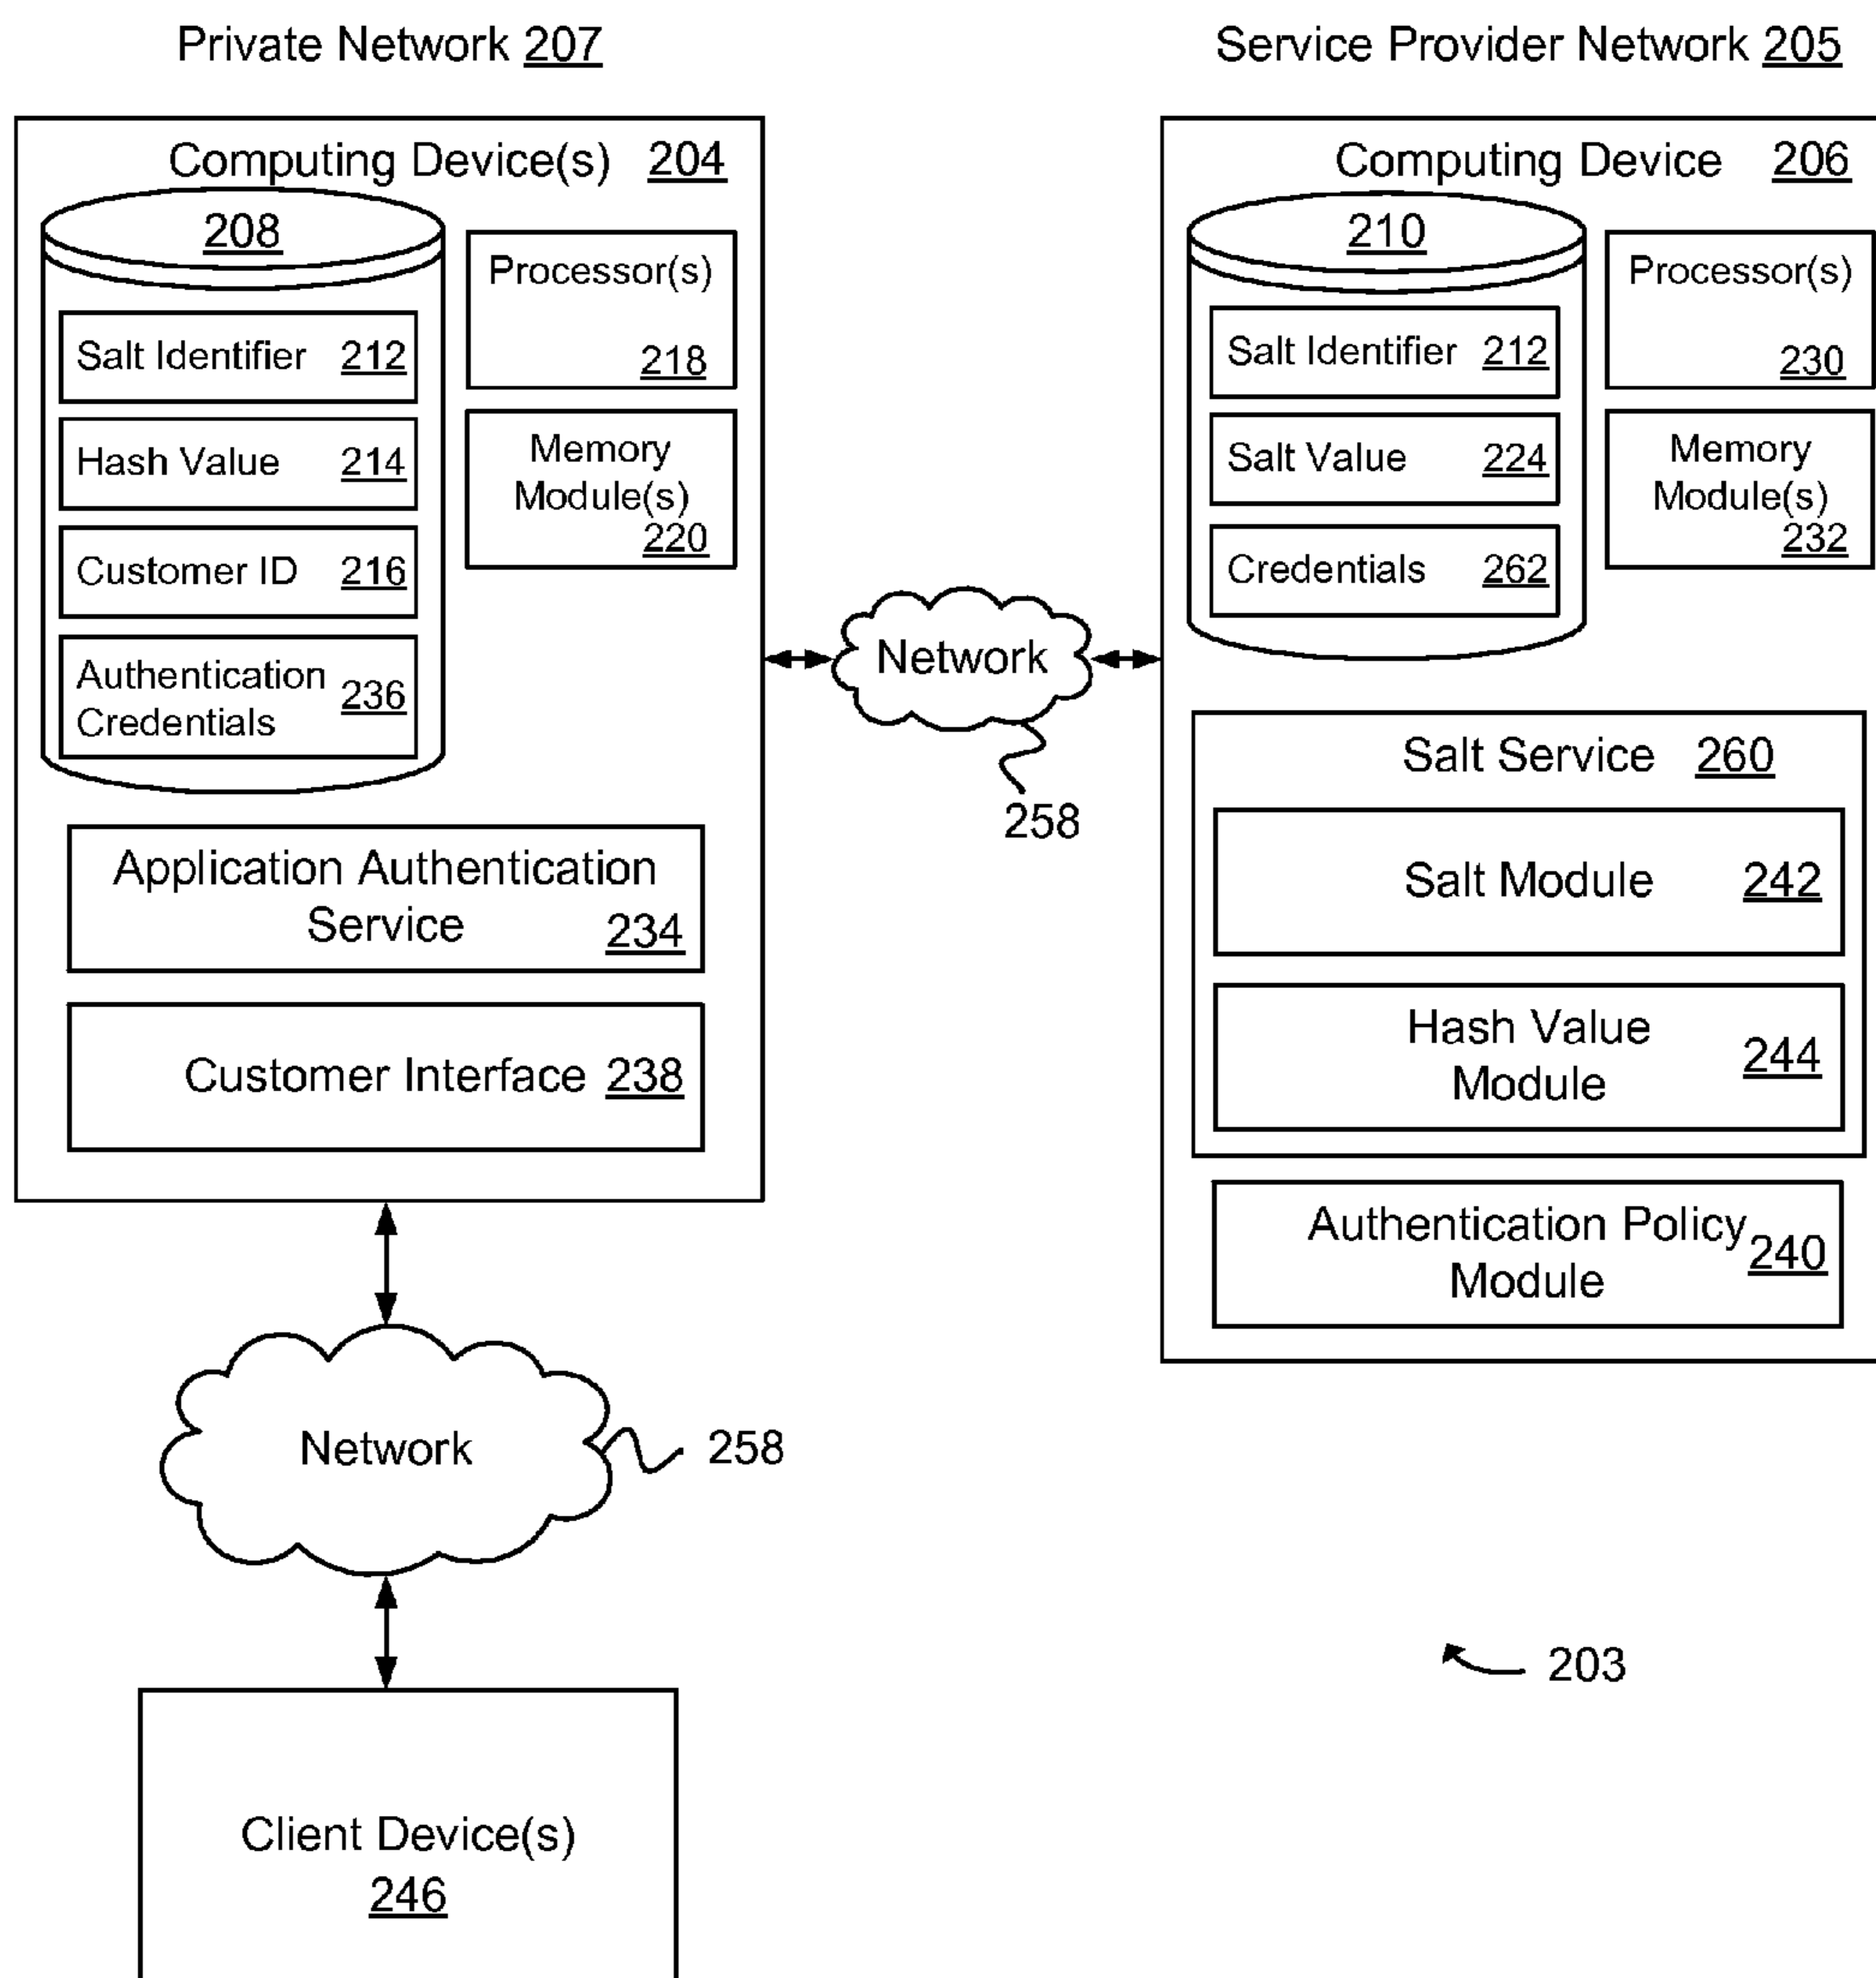 Private Network 207
Service Provider Network 205
Computing Device(s) 204
208
Salt Identifier 212
Hash Value 214
Customer ID 216
Authentication
Credentials 236
Processor(s)
218
Memory
Module(s)
220
Application Authentication
Service 234
Customer Interface 238
Network
258
Computing Device 206
210
Salt Identifier 212
Salt Value 224
Credentials 262
Processor(s)
230
Memory
Module(s)
232
Salt Service 260
Salt Module 242
Hash Value
Module 244
Authentication Policy
Module 240
Network
258
203
Client Device(s)
246